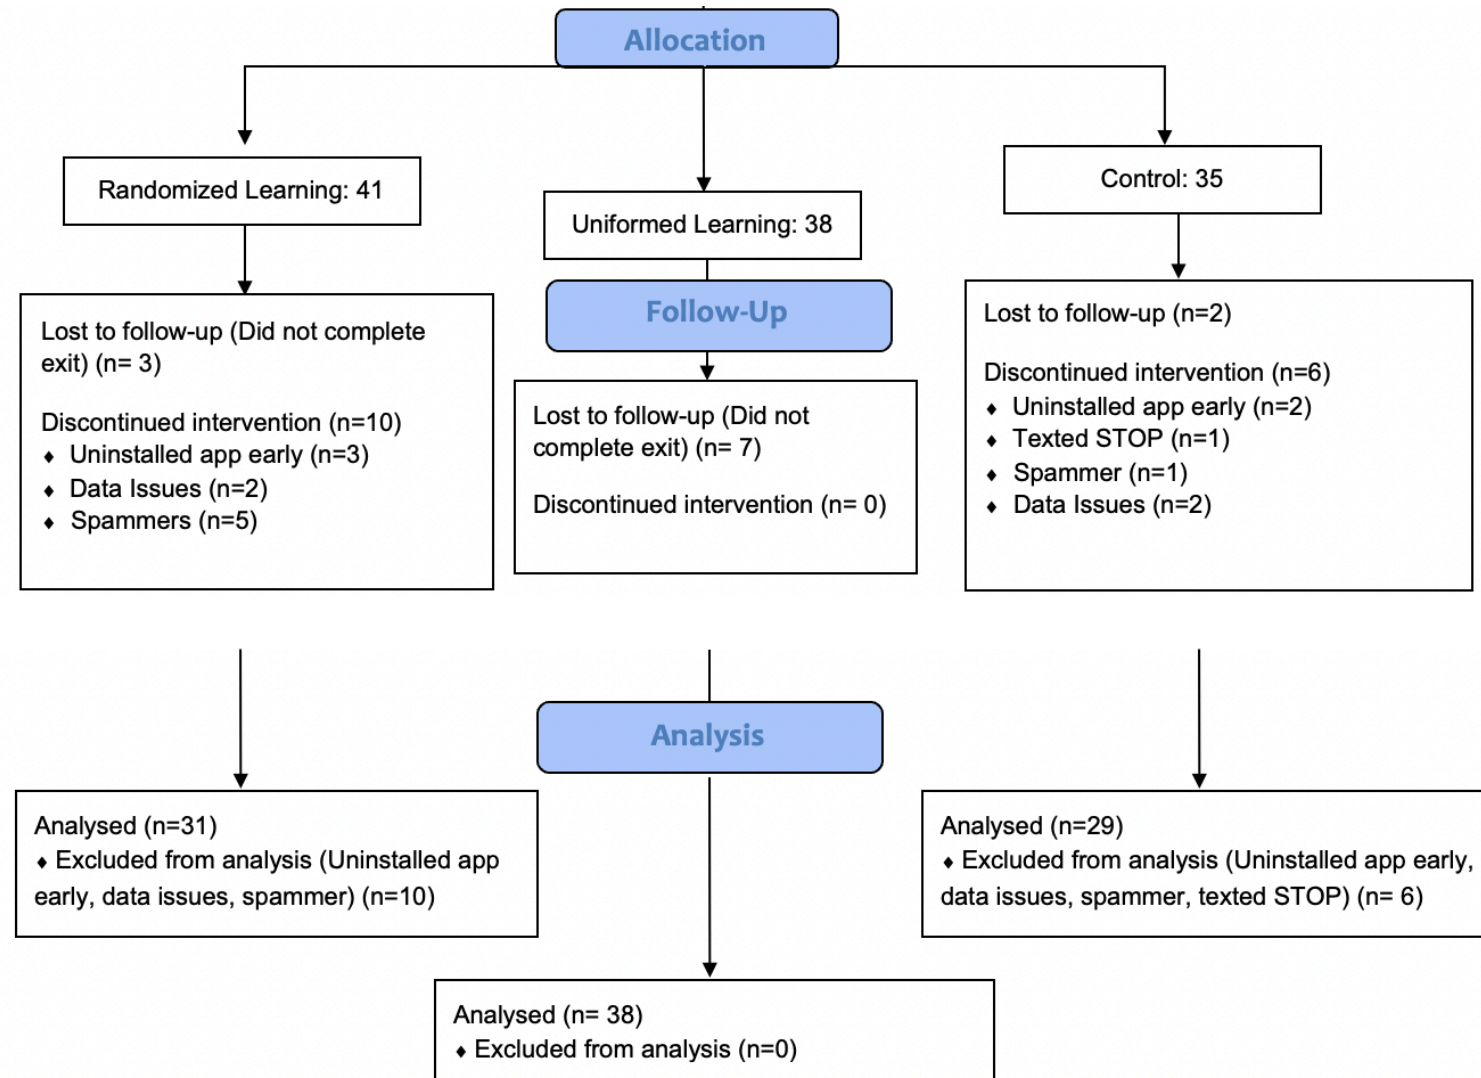 Allocation
Randomized Learning: 41
Uniformed Learning: 38
Control: 35
Follow-Up
Lost to follow-up (Did not complete
exit) (n= 3)
Discontinued intervention (n=10)
♦ Uninstalled app early (n=3)
♦ Data Issues (n=2)
♦ Spammers (n=5)
Lost to follow-up (Did not
complete exit) (n= 7)
Discontinued intervention (n= 0)
Lost to follow-up (n=2)
Discontinued intervention (n=6)
♦ Uninstalled app early (n=2)
♦ Texted STOP (n=1)
♦ Spammer (n=1)
♦ Data Issues (n=2)
Analysis
Analysed (n=31)
♦ Excluded from analysis (Uninstalled app
early, data issues, spammer) (n=10)
Analysed (n=29)
♦ Excluded from analysis (Uninstalled app early,
data issues, spammer, texted STOP) (n= 6)
Analysed (n= 38)
♦ Excluded from analysis (n=0)